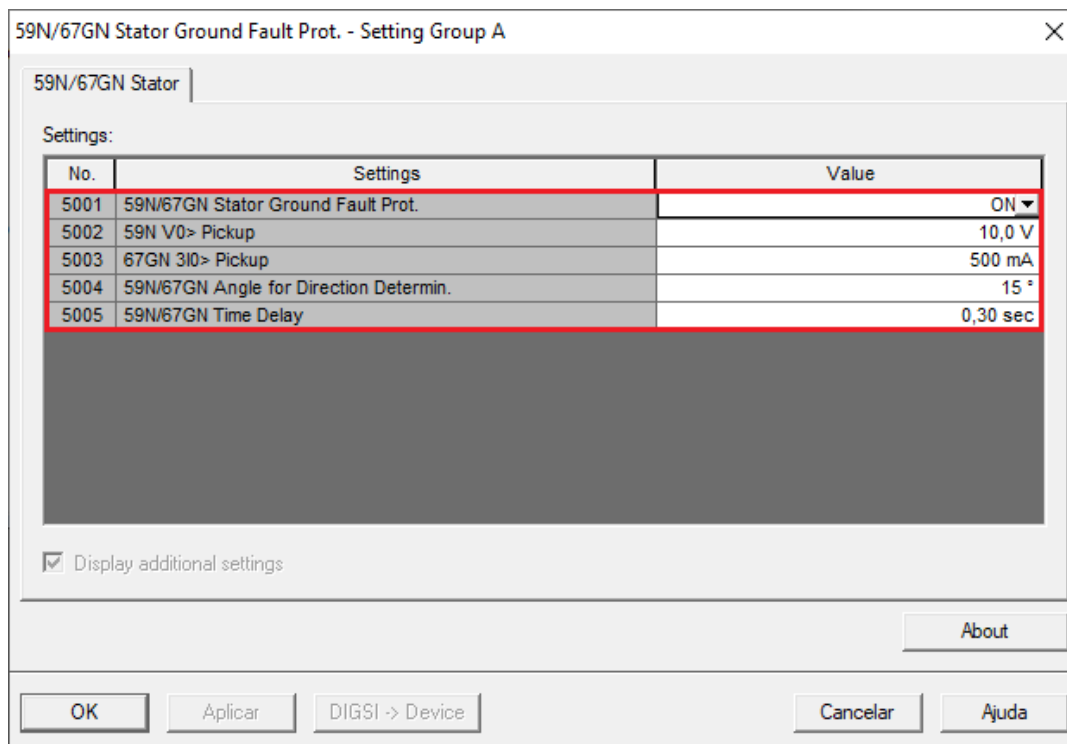 59N/67GN Stator Ground Fault Prot. - Setting Group A
59N/67GN Stator
Settings:
No. Settings Value
5001 59N/67GN Stator Ground Fault Prot. ON
5002 59N V0> Pickup 10,0 V
5003 67GN 3I0> Pickup 500 mA
5004 59N/67GN Angle for Direction Determin. 15 °
5005 59N/67GN Time Delay 0,30 sec
Display additional settings
About
OK Aplicar DIGSI -> Device Cancelar Ajuda